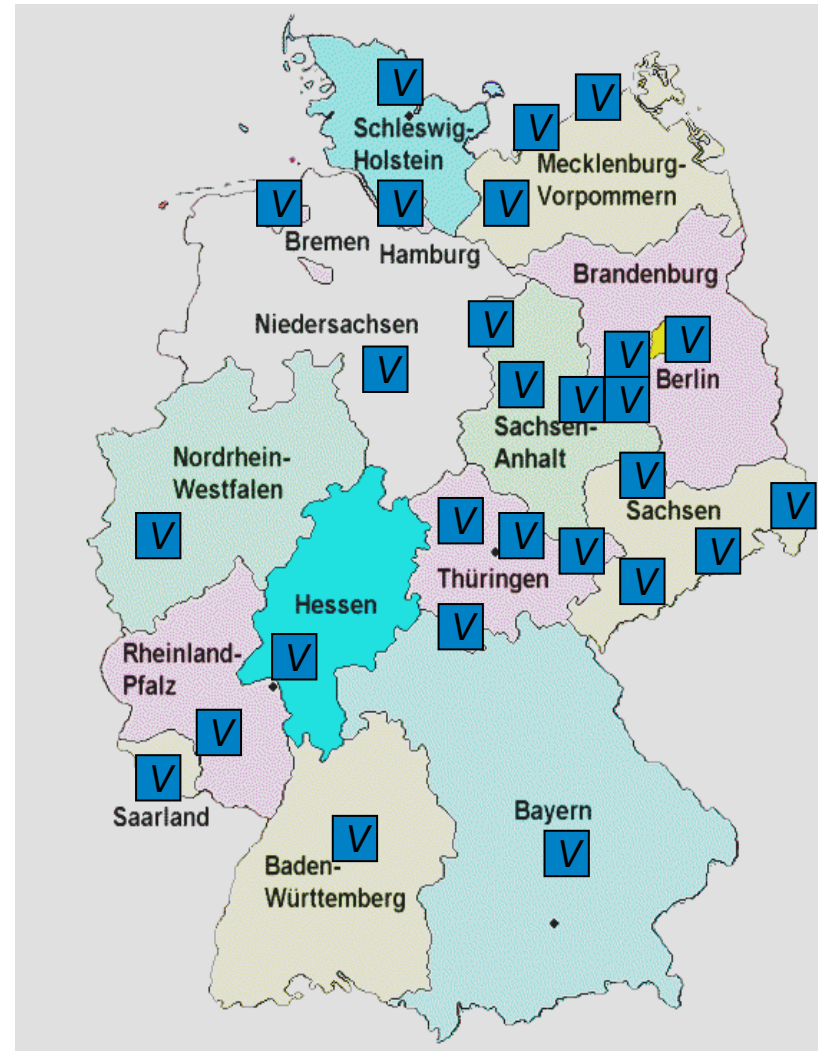 V
V
V
Schleswig-
Holstein
Mecklenburg-
Vorpommern
V
V
V
Bremen
Hamburg
Brandenburg
Niedersachsen
V
V
V
V
V
Berlin
V
V
V
Sachsen-
Anhalt
Nordrhein-
Westfalen
V
Sachsen
V
V
V
V
V
V
V
Thüringen
V
Hessen
V
Rheinland-
Pfalz
V
V
V
Saarland
Bayern
V
V
Baden-
Württemberg